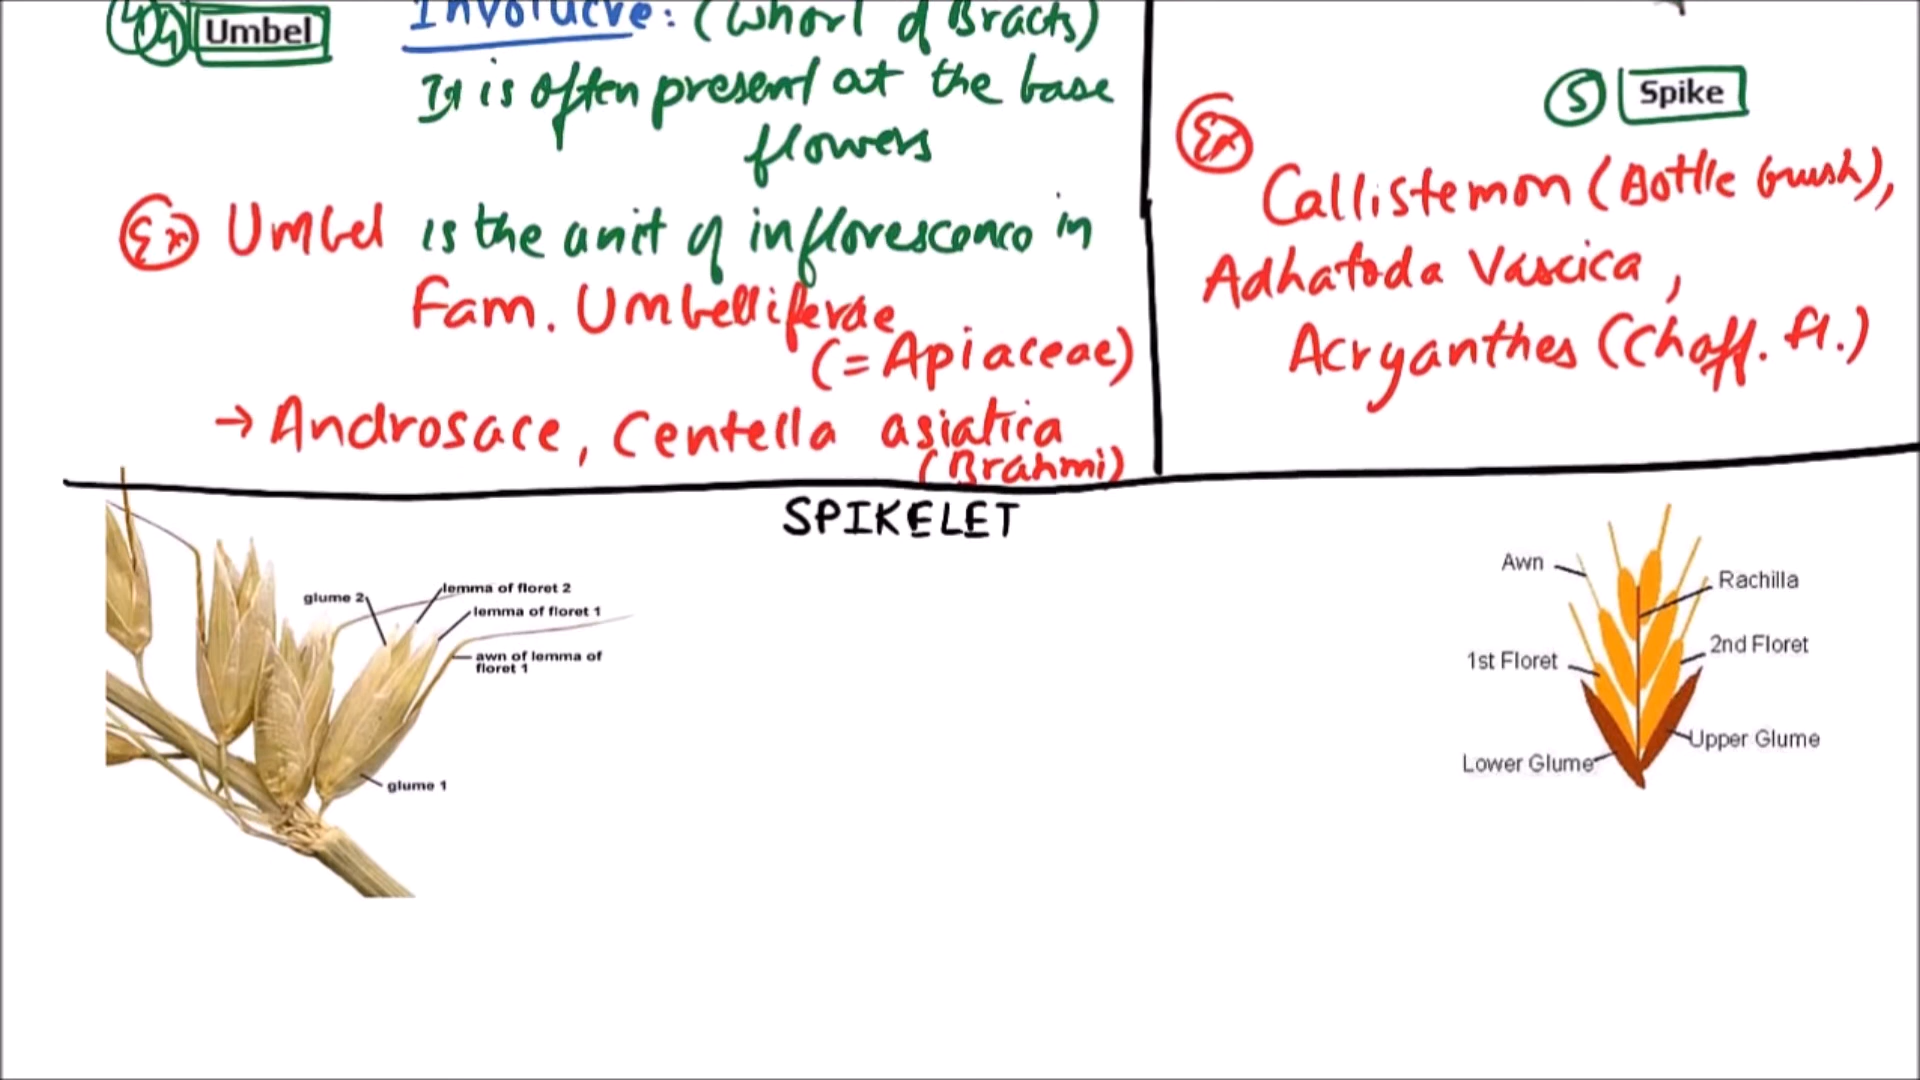 Umbel
Involucre: (Whorl of Bracts)
It is often present at the base
flowers
Ex Umbel is the unit of inflorescence in
Fam. Umbelliferae
(= Apiaceae)
→ Androsace, Centella asiatica
(Brahmi)
5 Spike
Ex
Callistemon (Bottle brush),
Adhatoda Vascica,
Acryanthes (Chaff. fl.)
SPIKELET
glume 2
lemma of floret 2
lemma of floret 1
awn of lemma of
floret 1
glume 1
Awn
Rachilla
1st Floret
2nd Floret
Upper Glume
Lower Glume